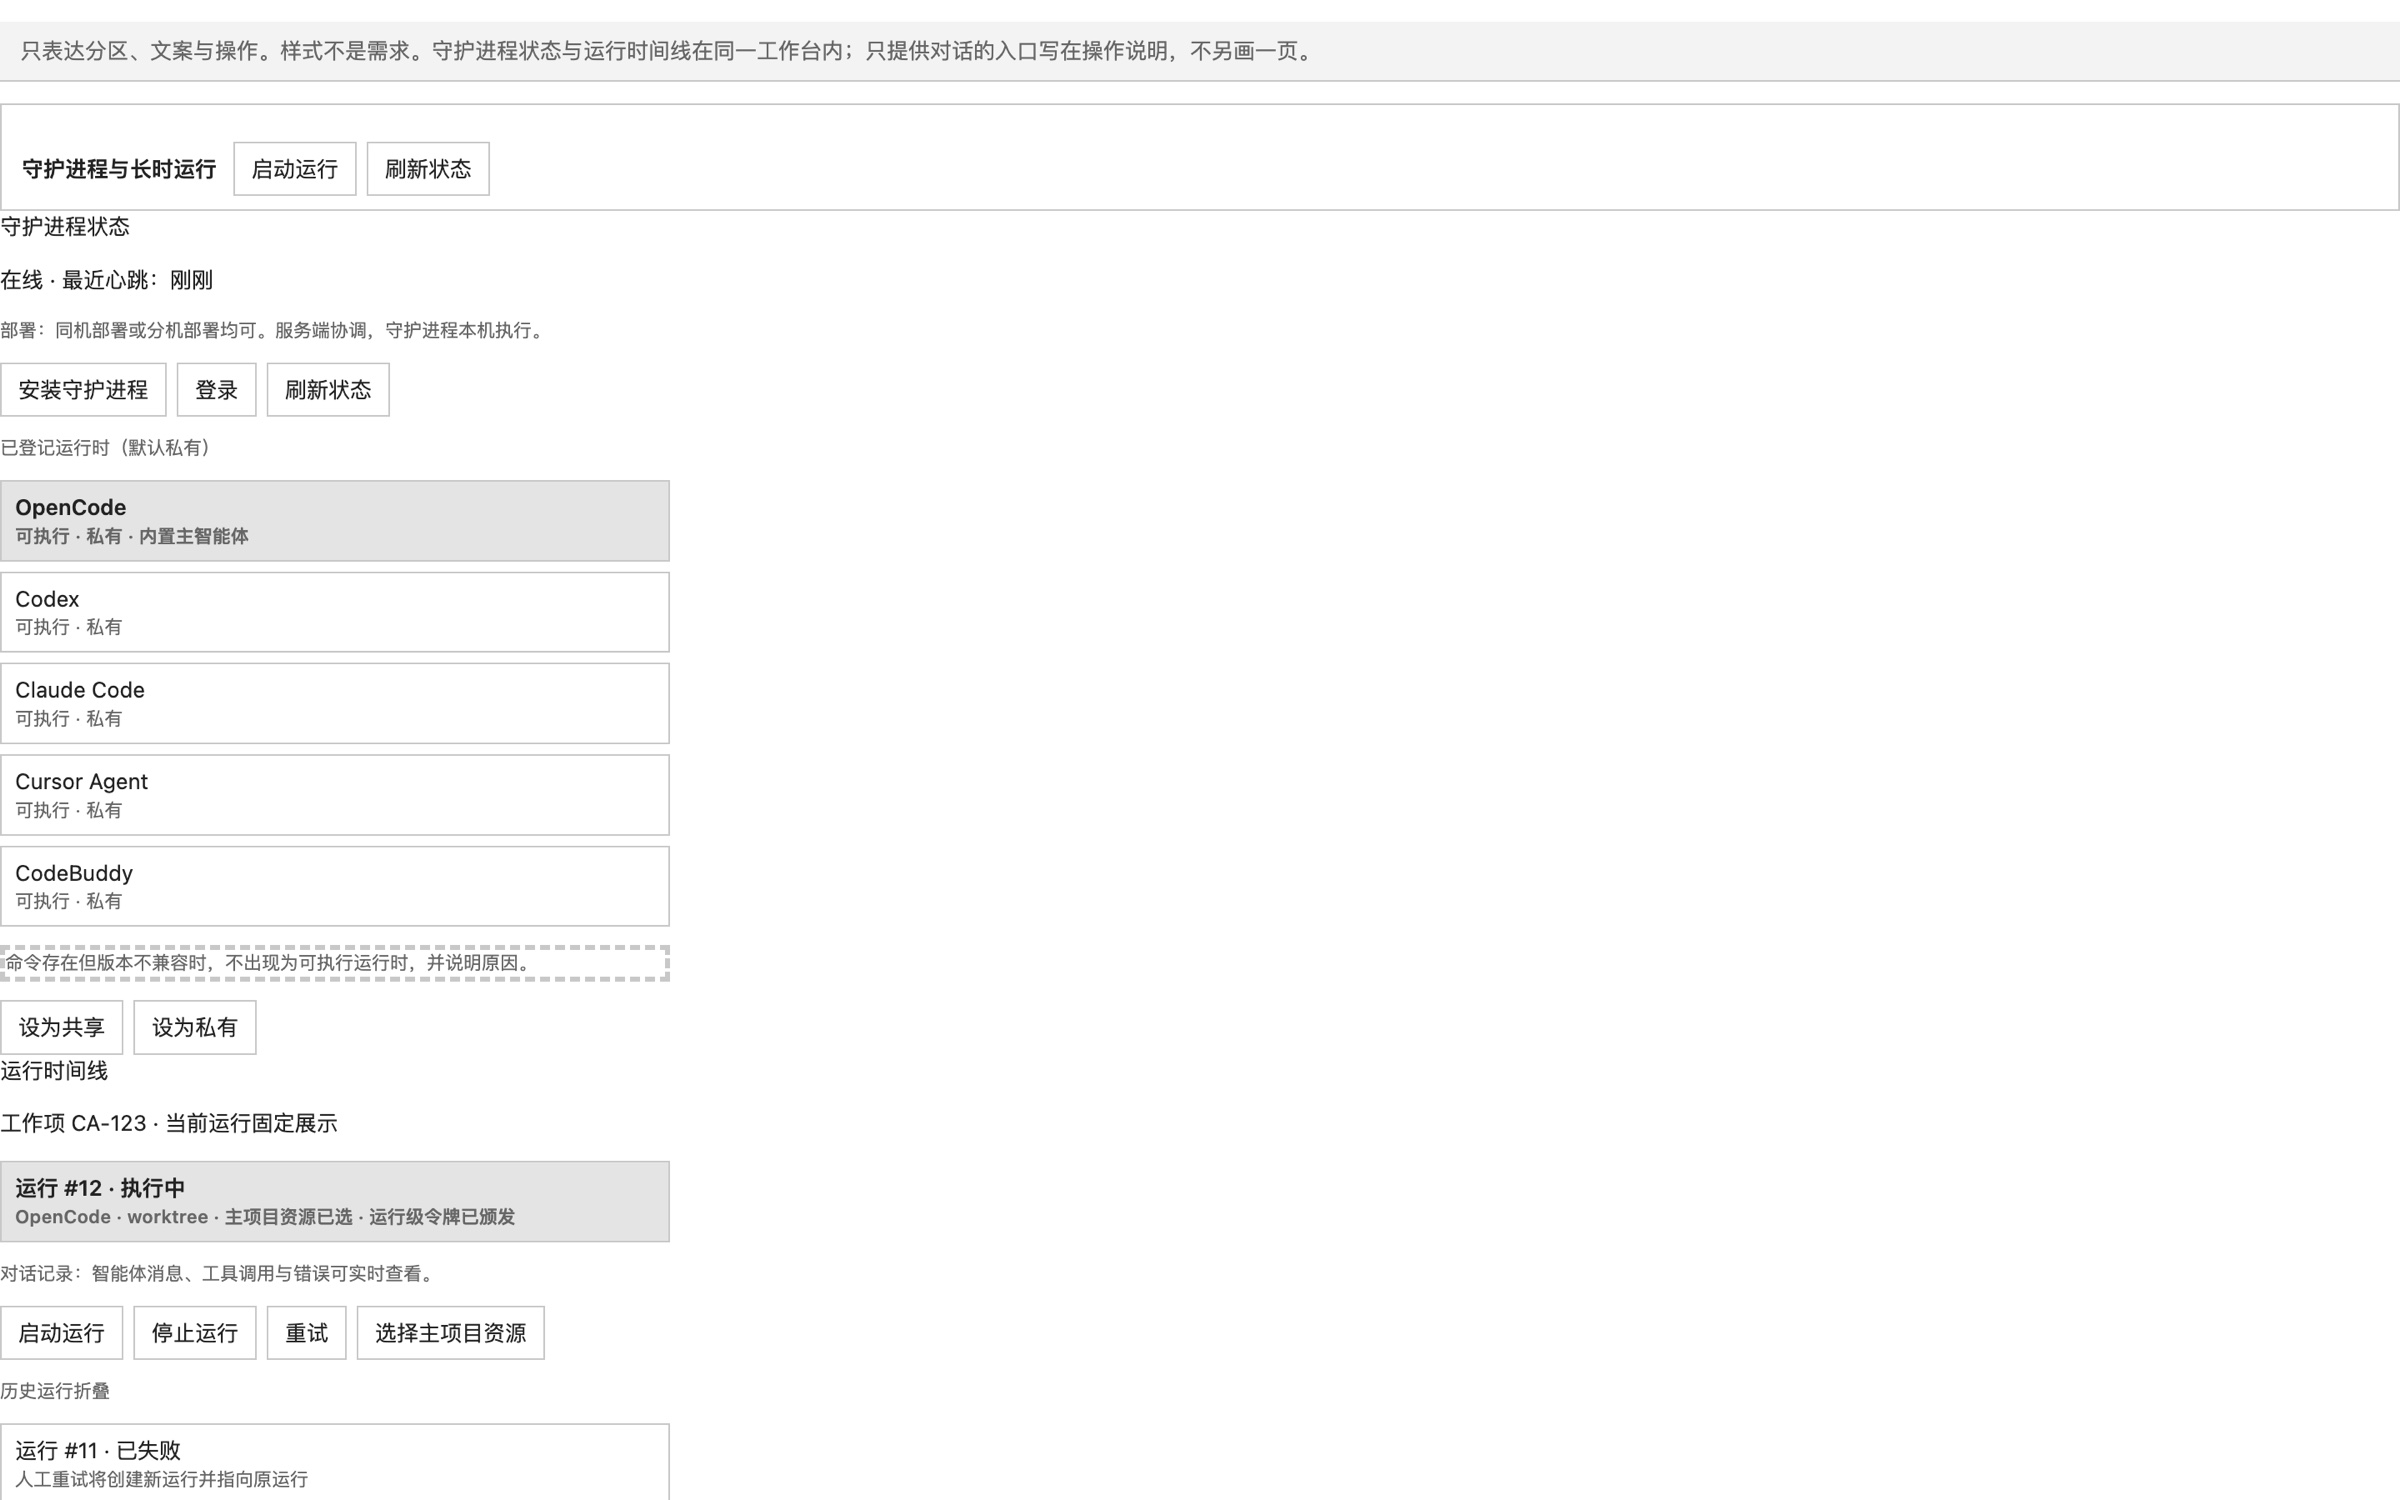 只表达分区、文案与操作。样式不是需求。守护进程状态与运行时间线在同一工作台内；只提供对话的入口写在操作说明，不另画一页。
守护进程与长时运行 启动运行 刷新状态
守护进程状态
在线 · 最近心跳：刚刚
部署：同机部署或分机部署均可。服务端协调，守护进程本机执行。
安装守护进程 登录 刷新状态
已登记运行时（默认私有）
OpenCode
可执行 · 私有 · 内置主智能体
Codex
可执行 · 私有
Claude Code
可执行 · 私有
Cursor Agent
可执行 · 私有
CodeBuddy
可执行 · 私有
命令存在但版本不兼容时，不出现为可执行运行时，并说明原因。
设为共享 设为私有
运行时间线
工作项 CA-123 · 当前运行固定展示
运行 #12 · 执行中
OpenCode · worktree · 主项目资源已选 · 运行级令牌已颁发
对话记录：智能体消息、工具调用与错误可实时查看。
启动运行 停止运行 重试 选择主项目资源
历史运行折叠
运行 #11 · 已失败
人工重试将创建新运行并指向原运行